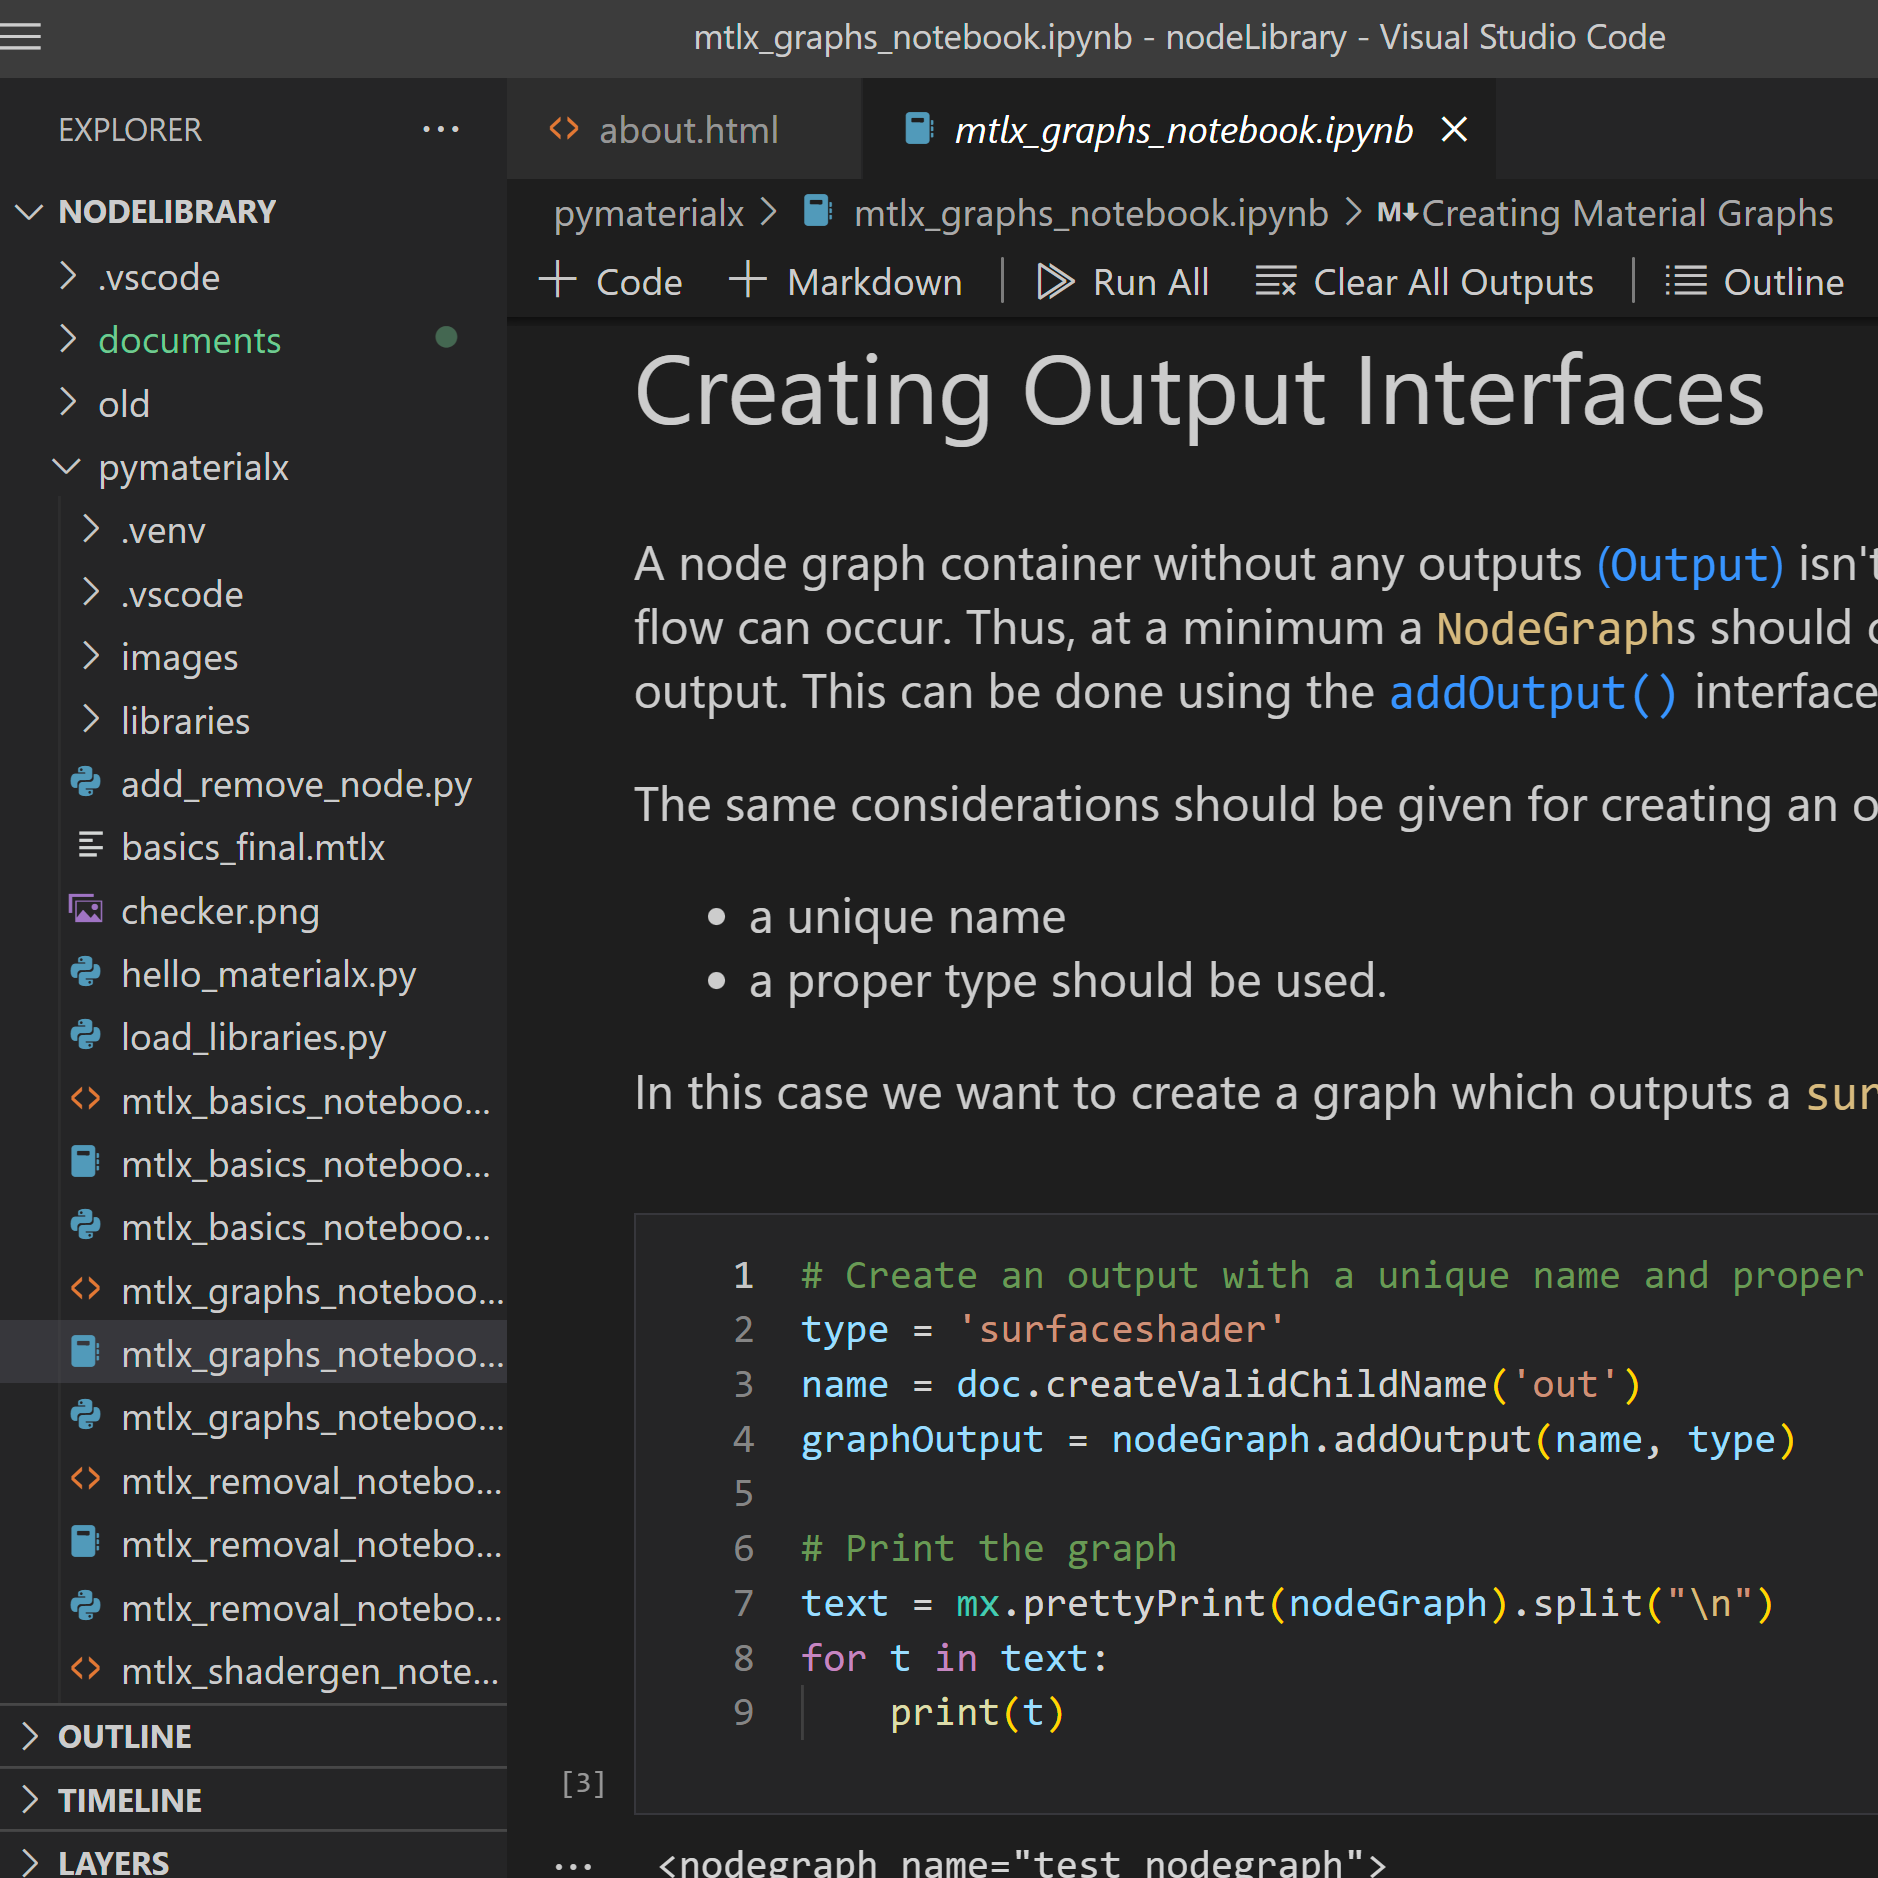 mtlx_graphs_notebook.ipynb - nodeLibrary - Visual Studio Code
EXPLORER
NODELIBRARY
.vscode
documents
old
pymaterialx
.venv
.vscode
images
libraries
add_remove_node.py
basics_final.mtlx
checker.png
hello_materialx.py
load_libraries.py
mtlx_basics_noteboo...
mtlx_basics_noteboo...
mtlx_basics_noteboo...
mtlx_graphs_noteboo...
mtlx_graphs_noteboo...
mtlx_graphs_noteboo...
mtlx_removal_notebo...
mtlx_removal_notebo...
mtlx_removal_notebo...
mtlx_shadergen_note...
OUTLINE
TIMELINE
LAYERS
about.html
mtlx_graphs_notebook.ipynb
pymaterialx > mtlx_graphs_notebook.ipynb > M↓Creating Material Graphs
Code Markdown | Run All Clear All Outputs | Outline
Creating Output Interfaces
A node graph container without any outputs (Output) isn't
flow can occur. Thus, at a minimum a NodeGraphs should
output. This can be done using the addOutput() interface
The same considerations should be given for creating an
• a unique name
• a proper type should be used.
In this case we want to create a graph which outputs a sur
1 # Create an output with a unique name and proper
2 type = 'surfaceshader'
3 name = doc.createValidChildName('out')
4 graphOutput = nodeGraph.addOutput(name, type)
5
6 # Print the graph
7 text = mx.prettyPrint(nodeGraph).split("\n")
8 for t in text:
9     print(t)
[3]
... <nodegraph name="test_nodegraph">